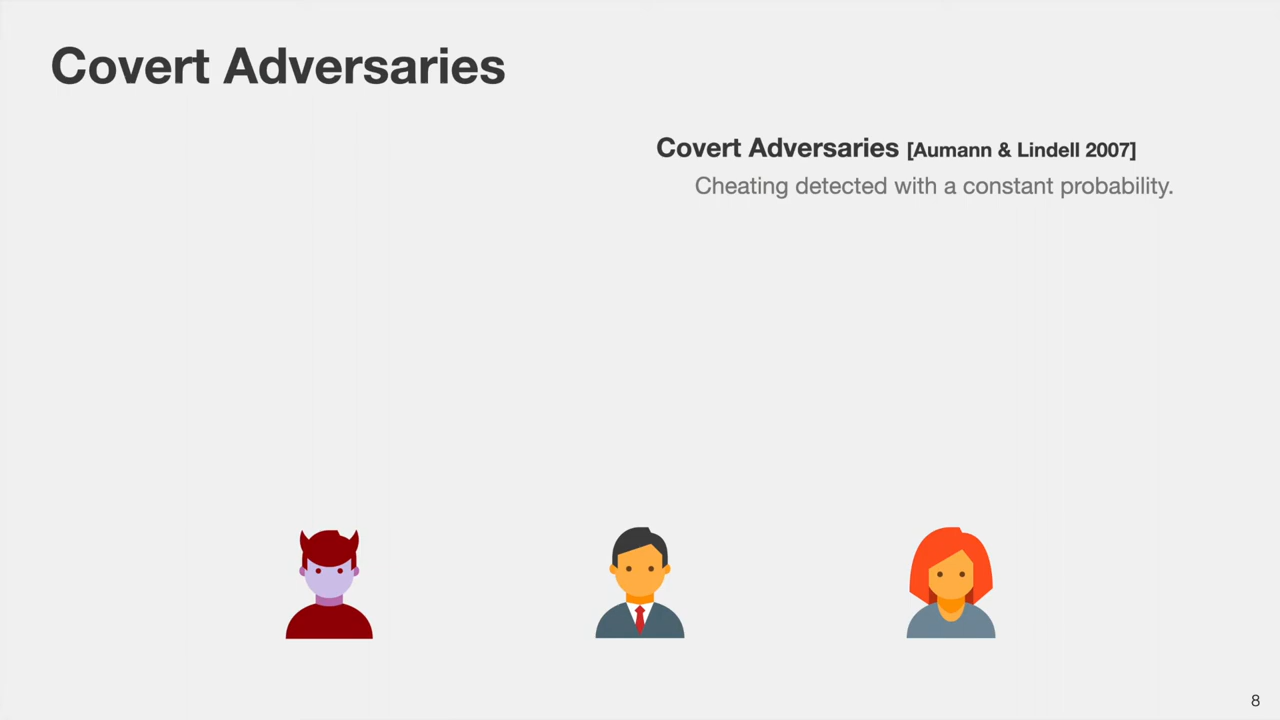 Covert Adversaries
Covert Adversaries [Aumann & Lindell 2007]
Cheating detected with a constant probability.
8